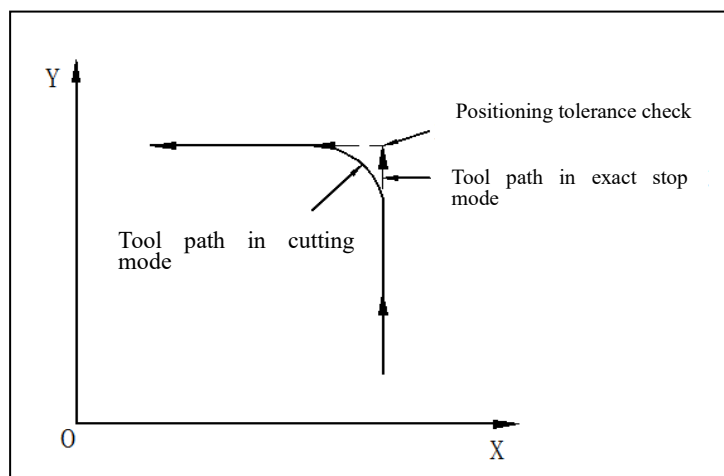 Y
Positioning tolerance check
Tool path in exact stop
mode
Tool path in cutting
mode
O
X